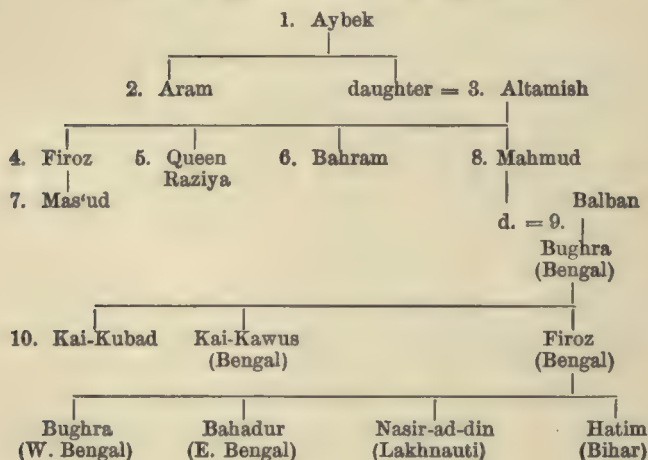 1. Aybek
2. Aram daughter = 3. Altamish
4. Firoz 5. Queen 6. Bahram 8. Mahmud
Raziya
7. Mas‘ud Balban
d. = 9.
Bughra
(Bengal)
10. Kai-Kubad Kai-Kawus Firoz
(Bengal) (Bengal)
Bughra Bahadur Nasir-ad-din Hatim
(W. Bengal) (E. Bengal) (Lakhnauti) (Bihar)